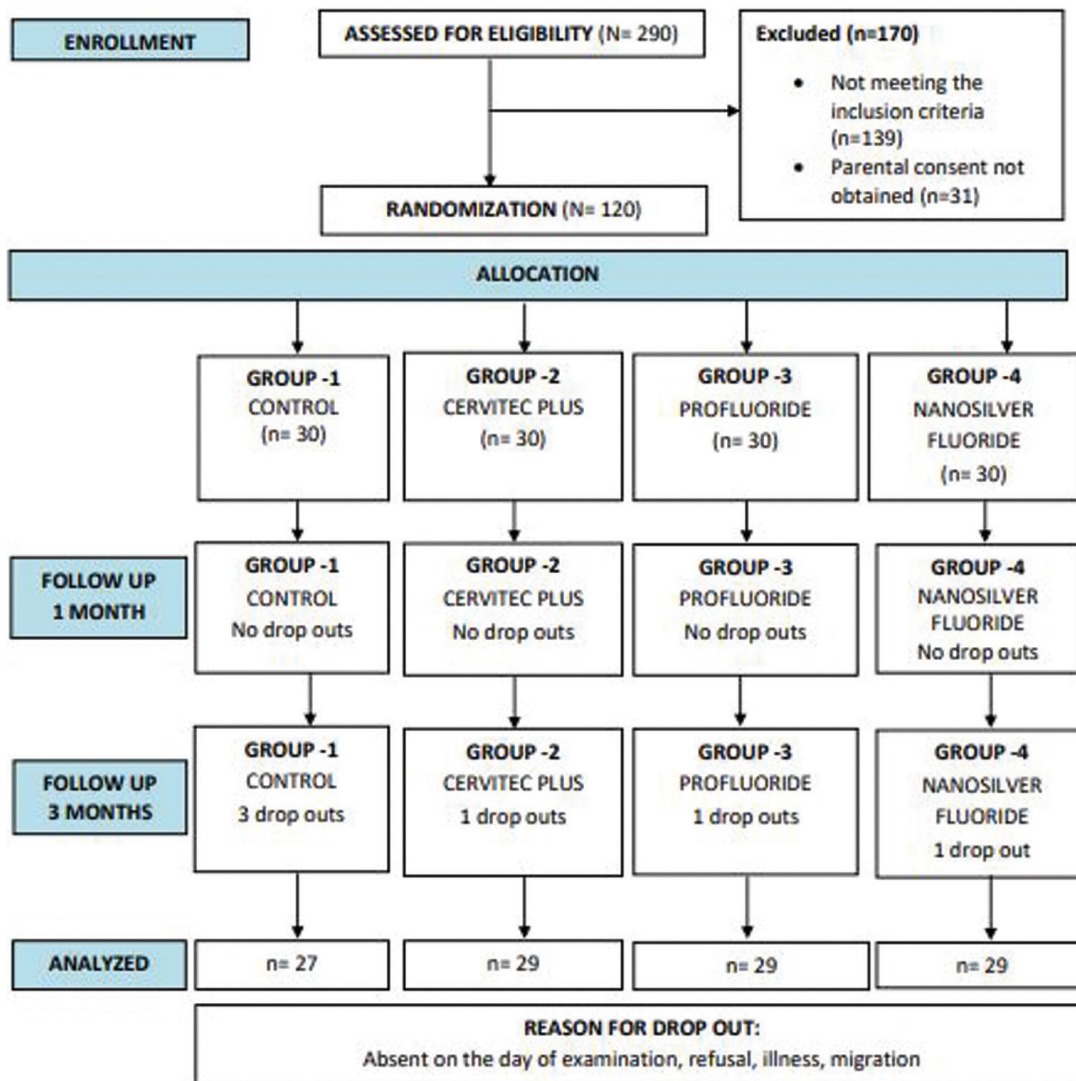 ENROLLMENT
ASSESSED FOR ELIGIBILITY (N= 290)
Excluded (n=170)
• Not meeting the
inclusion criteria
(n=139)
• Parental consent not
obtained (n=31)
RANDOMIZATION (N= 120)
ALLOCATION
GROUP -1
CONTROL
(n= 30)
GROUP -2
CERVITEC PLUS
(n= 30)
GROUP -3
PROFLUORIDE
(n= 30)
GROUP -4
NANOSILVER
FLUORIDE
(n= 30)
FOLLOW UP
1 MONTH
GROUP -1
CONTROL
No drop outs
GROUP -2
CERVITEC PLUS
No drop outs
GROUP -3
PROFLUORIDE
No drop outs
GROUP -4
NANOSILVER
FLUORIDE
No drop outs
FOLLOW UP
3 MONTHS
GROUP -1
CONTROL
3 drop outs
GROUP -2
CERVITEC PLUS
1 drop outs
GROUP -3
PROFLUORIDE
1 drop outs
GROUP -4
NANOSILVER
FLUORIDE
1 drop out
ANALYZED
n= 27
n= 29
n= 29
n= 29
REASON FOR DROP OUT:
Absent on the day of examination, refusal, illness, migration